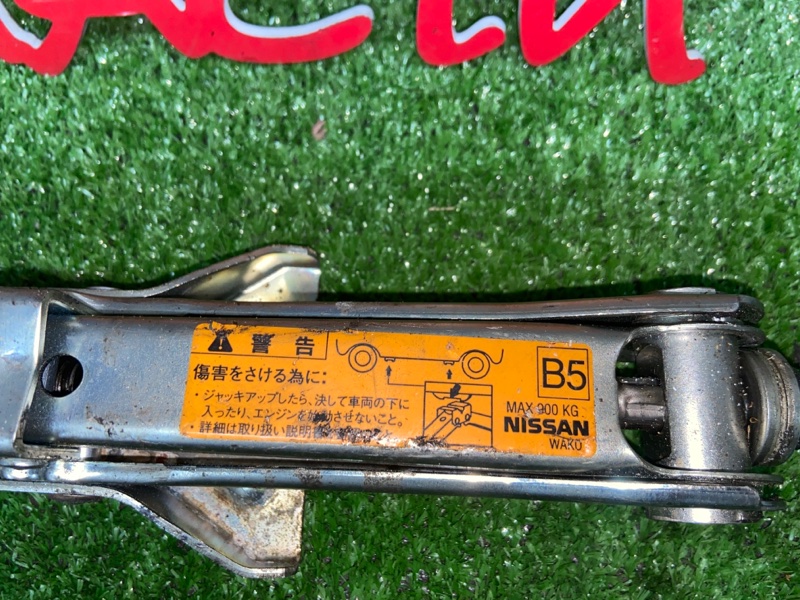 警告
傷害をさける為に:
・ジャッキアップしたら、決して車両の下に
入ったり、エンジンを始動させないこと。
・詳細は取り扱い説明
B5
MAX 900 KG
NISSAN
WAKO